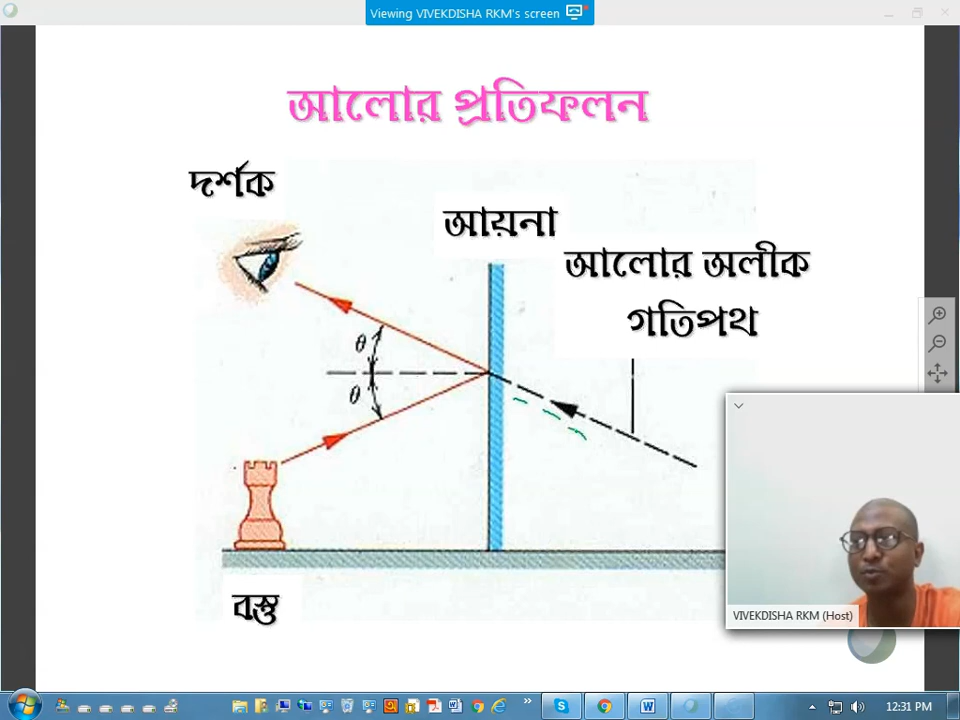 Viewing VIVEKDISHA RKM's screen
আলোর প্রতিফলন
দর্শক
আয়না
আলোর অলীক
গতিপথ
θ
θ
বস্তু
VIVEKDISHA RKM (Host)
12:31 PM